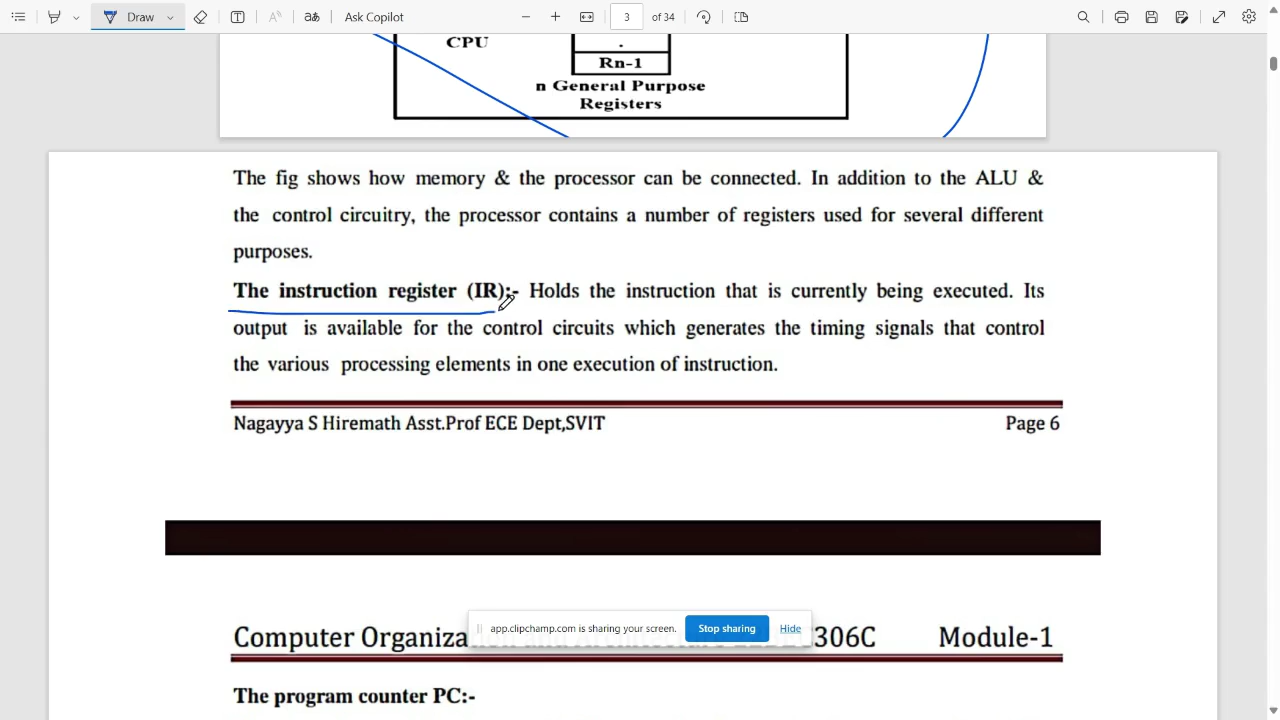 Draw
Ask Copilot
3 of 34
CPU
.
Rn-1
n General Purpose
Registers
The fig shows how memory & the processor can be connected. In addition to the ALU &
the control circuitry, the processor contains a number of registers used for several different
purposes.
The instruction register (IR):- Holds the instruction that is currently being executed. Its
output is available for the control circuits which generates the timing signals that control
the various processing elements in one execution of instruction.
Nagayya S Hiremath Asst.Prof ECE Dept,SVIT Page 6
app.clipchamp.com is sharing your screen. Stop sharing Hide
Computer Organiza 306C Module-1
The program counter PC:-